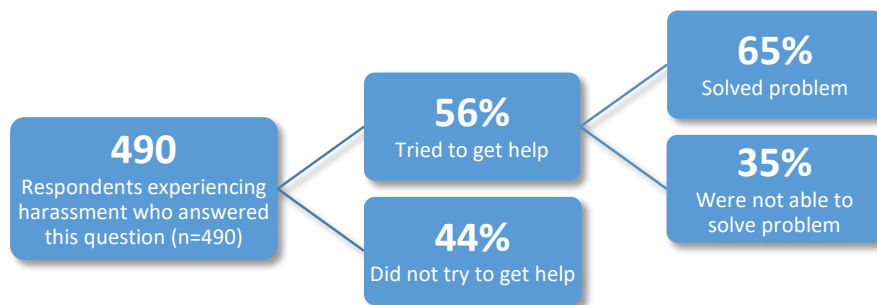 490
Respondents experiencing
harassment who answered
this question (n=490)
56%
Tried to get help
44%
Did not try to get help
65%
Solved problem
35%
Were not able to
solve problem